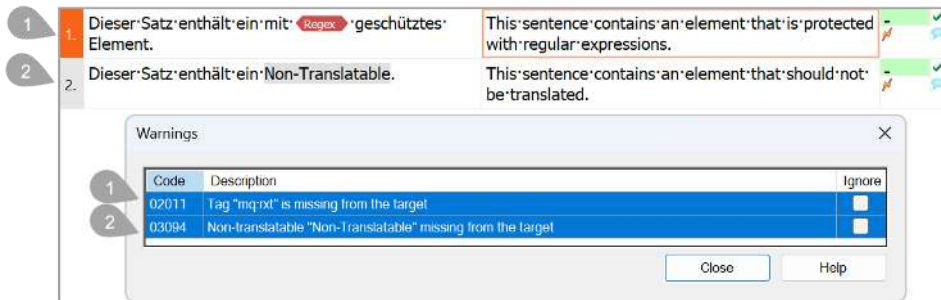 1
1.
Dieser·Satz·enthält·ein·mit· Regex ·geschütztes·
Element.
This·sentence·contains·an·element·that·is·protected
with·regular·expressions.
2
2.
Dieser·Satz·enthält·ein·Non-Translatable.
This·sentence·contains·an·element·that·should·not·
be·translated.
Warnings
Code Description Ignore
1
02011 Tag "mq:rxt" is missing from the target
2
03094 Non-translatable "Non-Translatable" missing from the target
Close Help